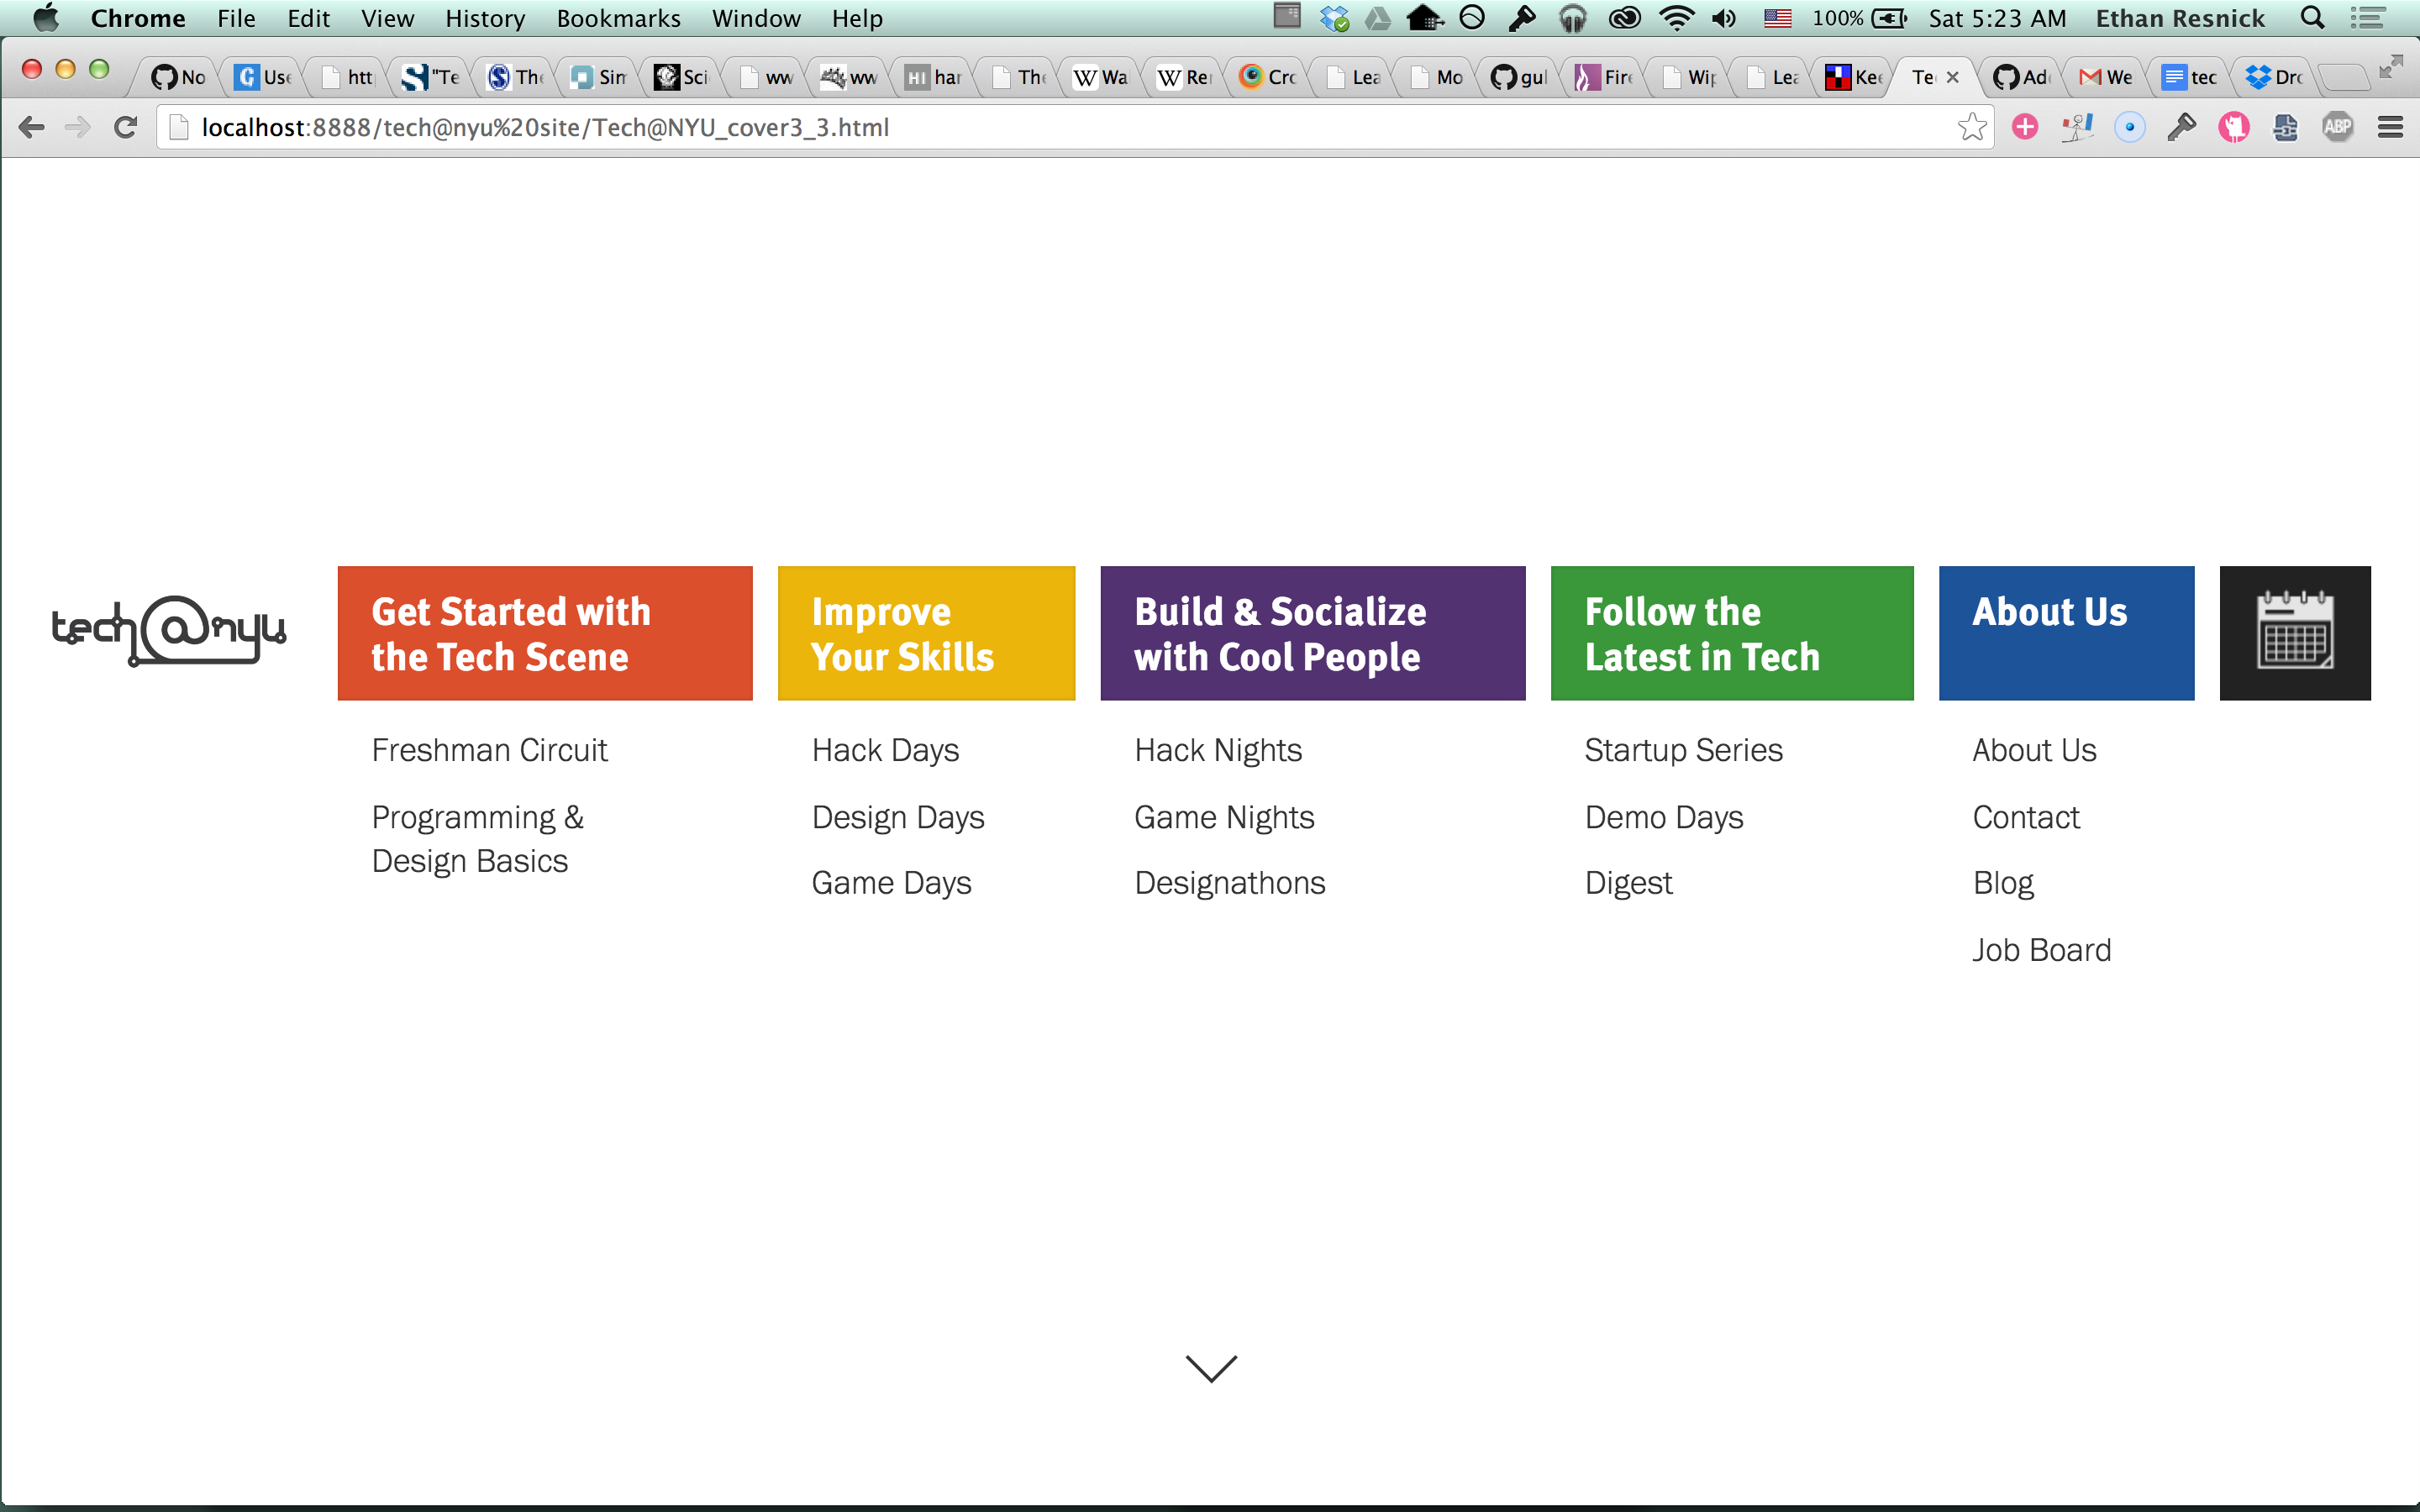 Chrome File Edit View History Bookmarks Window Help 100% Sat 5:23 AM Ethan Resnick
No Use htt "Te The Sim Sci ww ww HI har The W Wa W Re Cro Lea Mo gul Fire Wip Lea Kee Te Ad We tec Dro
localhost:8888/tech@nyu%20site/Tech@NYU_cover3_3.html ABP
tech@nyu
Get Started with
the Tech Scene
Freshman Circuit
Programming &
Design Basics
Improve
Your Skills
Hack Days
Design Days
Game Days
Build & Socialize
with Cool People
Hack Nights
Game Nights
Designathons
Follow the
Latest in Tech
Startup Series
Demo Days
Digest
About Us
About Us
Contact
Blog
Job Board